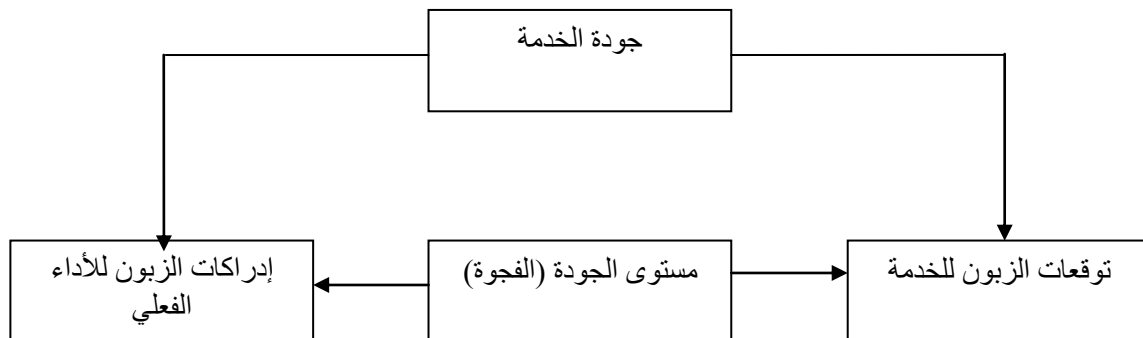 جودة الخدمة
توقعات الزبون للخدمة
مستوى الجودة (الفجوة)
إدراكات الزبون للأداء
الفعلي